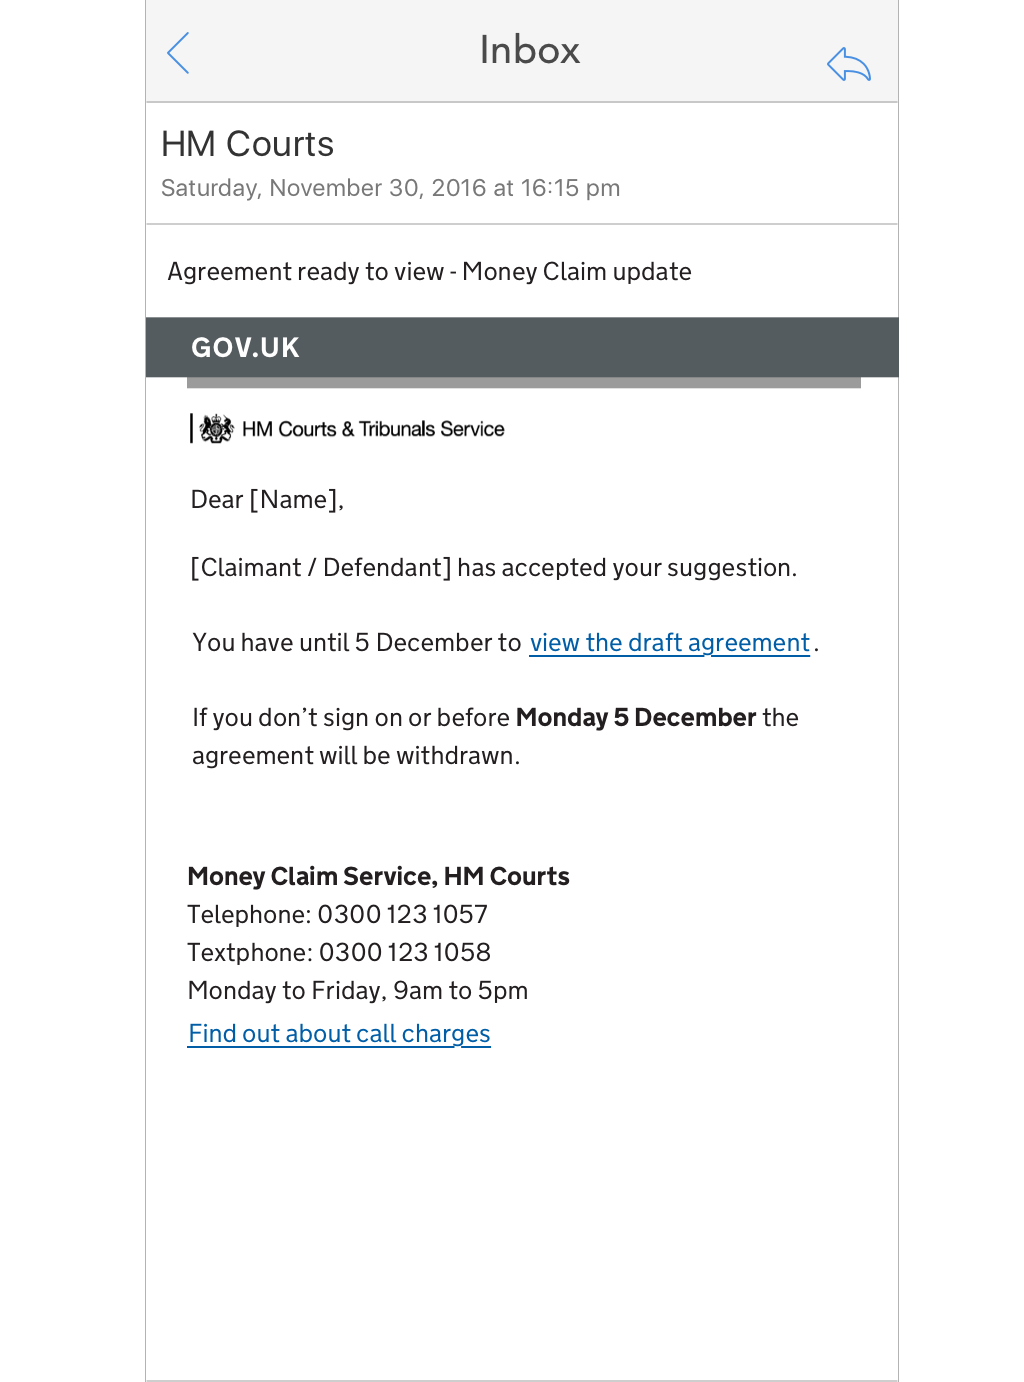 Inbox
HM Courts
Saturday, November 30, 2016 at 16:15 pm
Agreement ready to view - Money Claim update
GOV.UK
HM Courts & Tribunals Service
Dear [Name],
[Claimant / Defendant] has accepted your suggestion.
You have until 5 December to view the draft agreement.
If you don’t sign on or before Monday 5 December the
agreement will be withdrawn.
Money Claim Service, HM Courts
Telephone: 0300 123 1057
Textphone: 0300 123 1058
Monday to Friday, 9am to 5pm
Find out about call charges